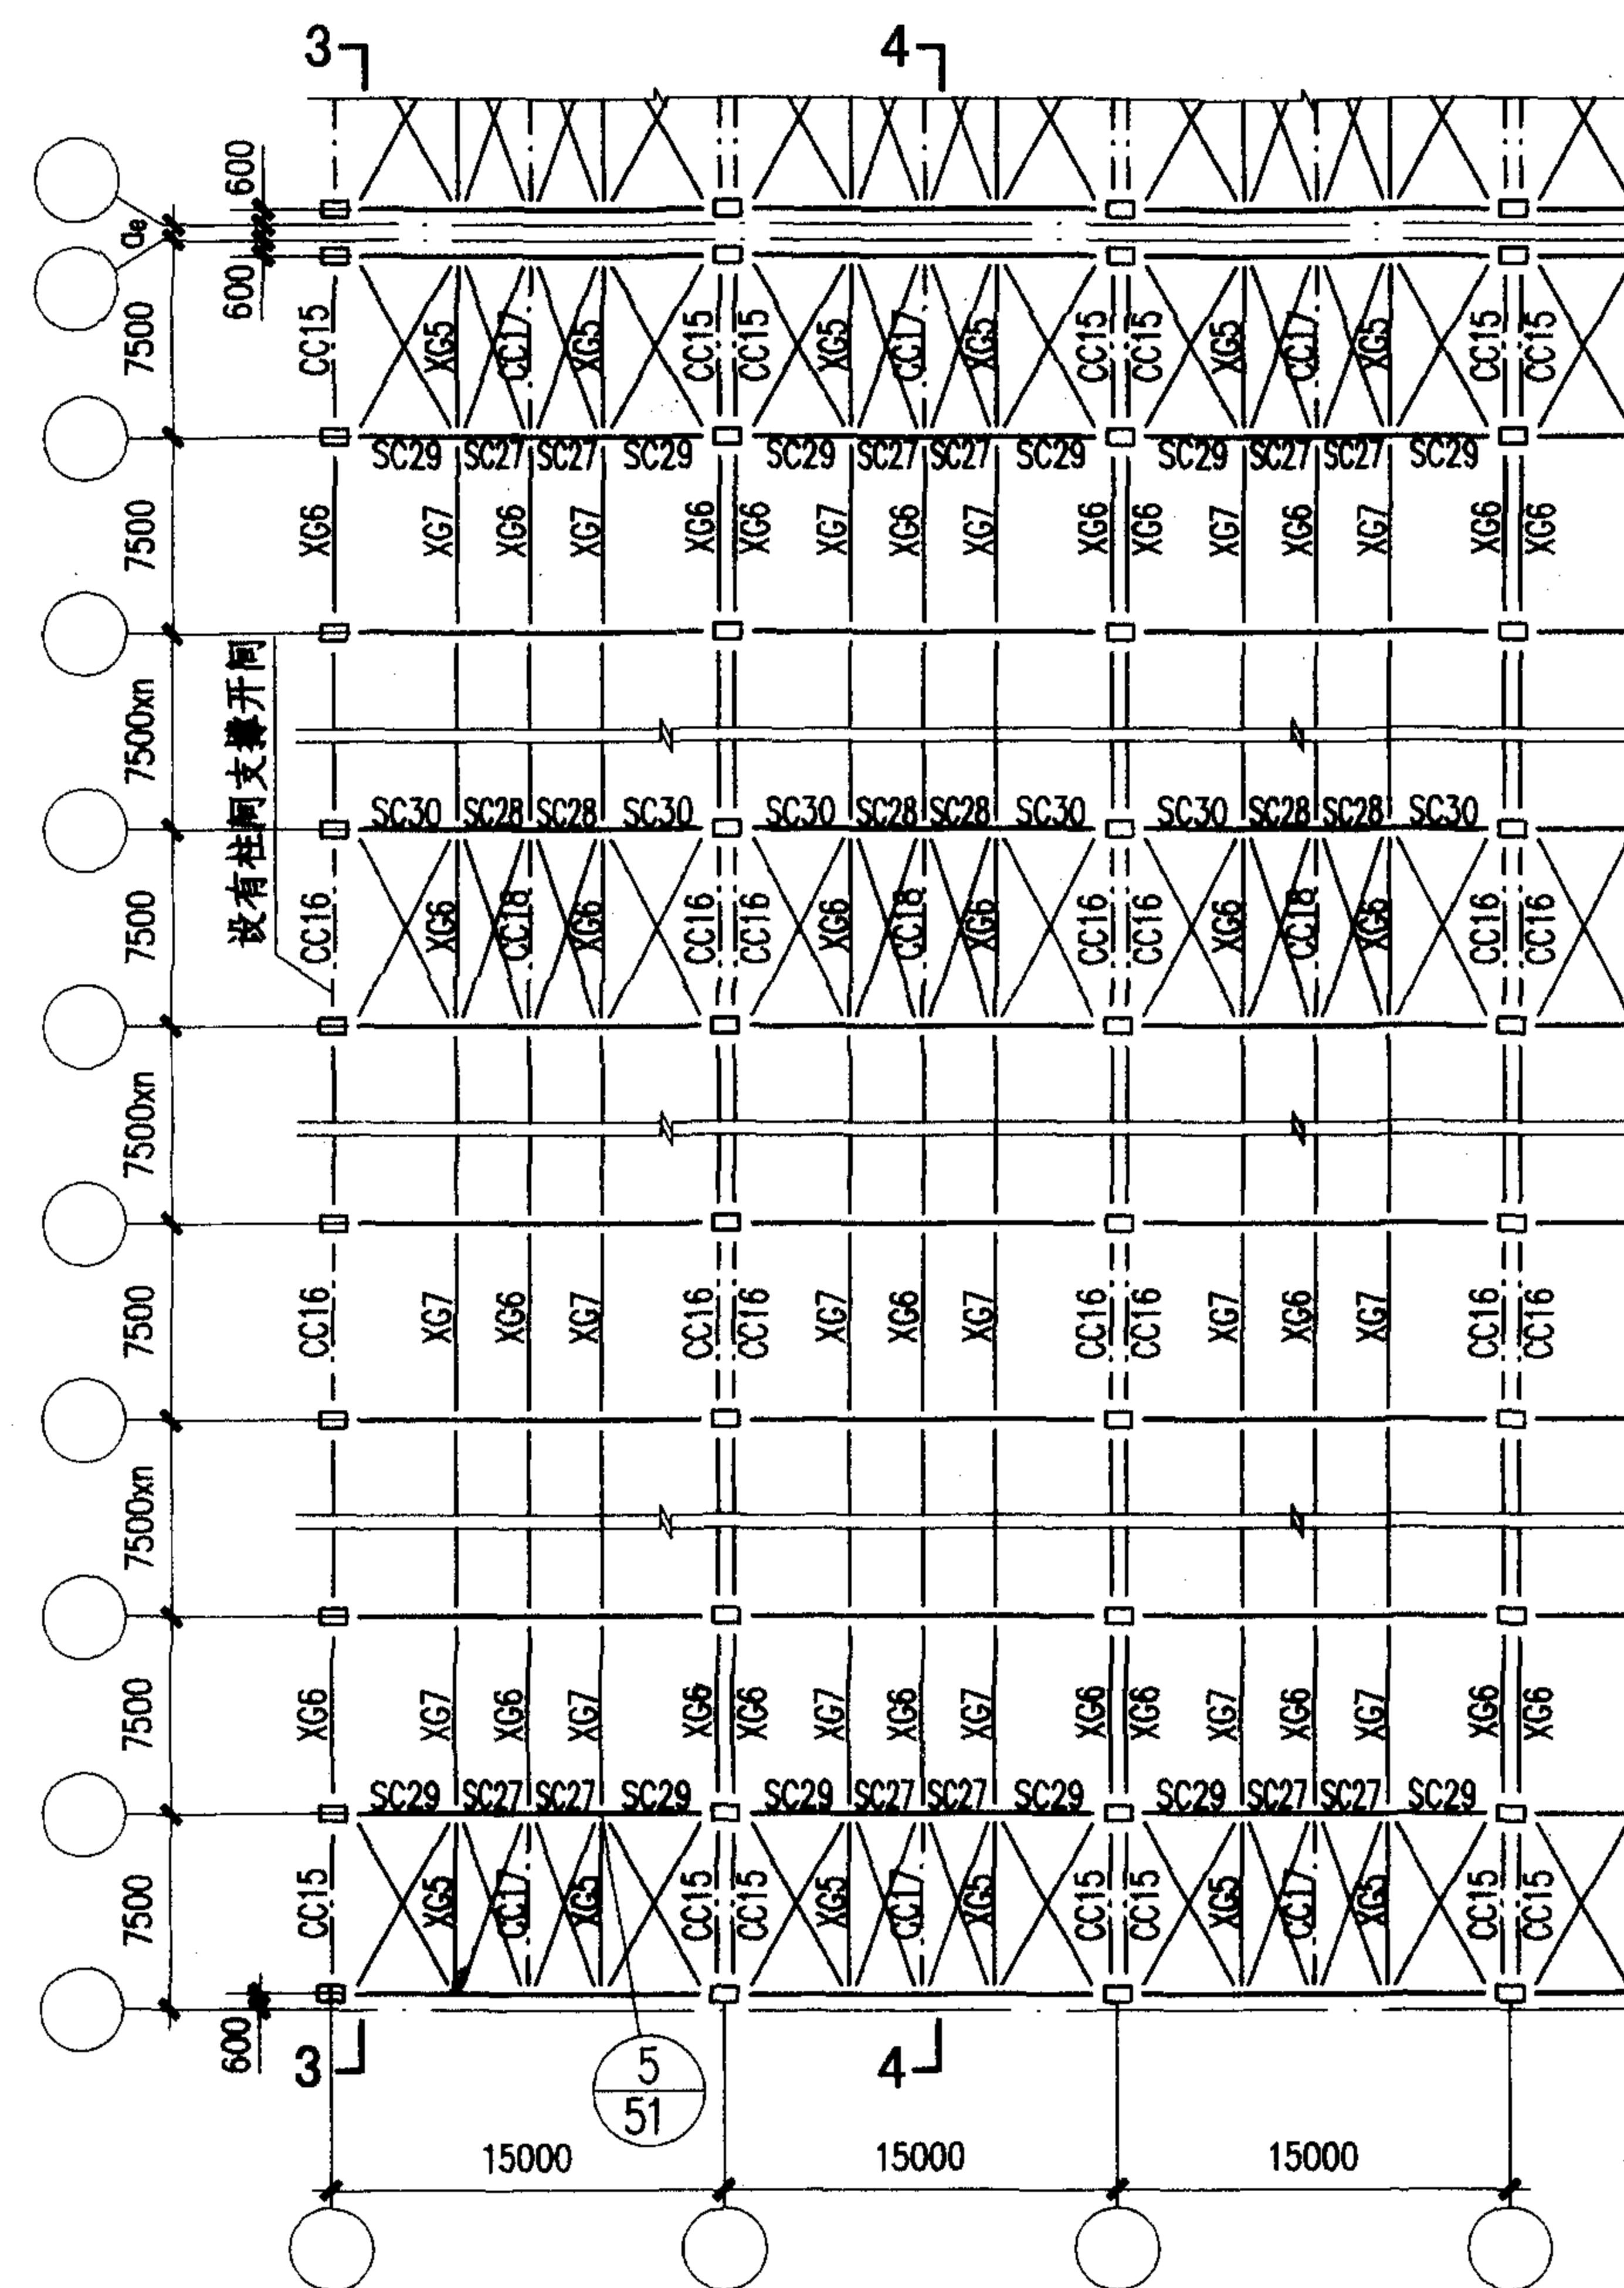 3 4
600
ae
600
7500 CC15 XG5 CC17 XG5 CC15 CC15 XG5 CC17 XG5 CC15 CC15 XG5 CC17 XG5 CC15 CC15
SC29 SC27 SC27 SC29 SC29 SC27 SC27 SC29 SC29 SC27 SC27 SC29
7500 XG6 XG7 XG6 XG7 XG6 XG6 XG7 XG6 XG7 XG6 XG6 XG7 XG6 XG7 XG6 XG6
7500xn
设有柱间支撑开间
SC30 SC28 SC28 SC30 SC30 SC28 SC28 SC30 SC30 SC28 SC28 SC30
7500 CC16 XG6 CC18 XG6 CC16 CC16 XG6 CC18 XG6 CC16 CC16 XG6 CC18 XG6 CC16 CC16
7500xn
7500 CC16 XG7 XG6 XG7 CC16 CC16 XG7 XG6 XG7 CC16 CC16 XG7 XG6 XG7 CC16 CC16
7500xn
7500 XG6 XG7 XG6 XG7 XG6 XG6 XG7 XG6 XG7 XG6 XG6 XG7 XG6 XG7 XG6 XG6
SC29 SC27 SC27 SC29 SC29 SC27 SC27 SC29 SC29 SC27 SC27 SC29
7500 CC15 XG5 CC17 XG5 CC15 CC15 XG5 CC17 XG5 CC15 CC15 XG5 CC17 XG5 CC15 CC15
600
3 4
5
51
15000 15000 15000